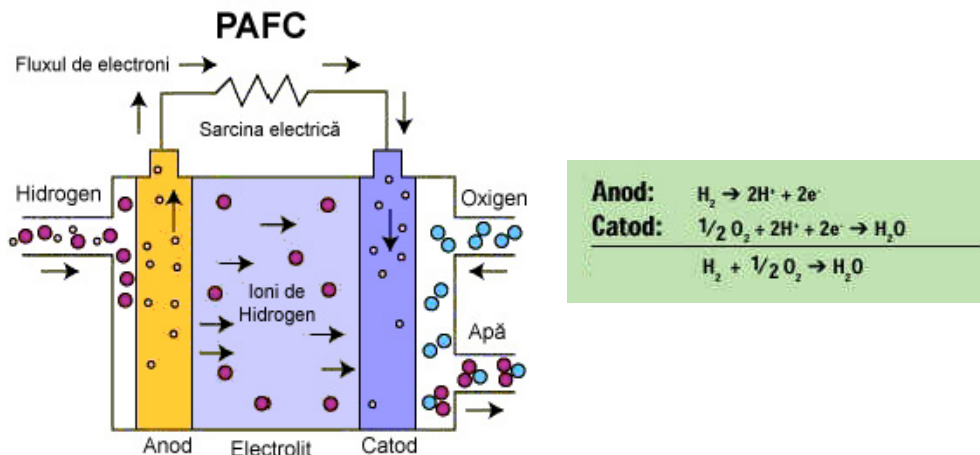 PAFC
Fluxul de electroni
Sarcina electrică
Hidrogen
Oxigen
Ioni de
Hidrogen
Apă
Anod
Electrolit
Catod
Anod: H₂ → 2H⁺ + 2e⁻
Catod: ½ O₂ + 2H⁺ + 2e⁻ → H₂O
H₂ + ½ O₂ → H₂O